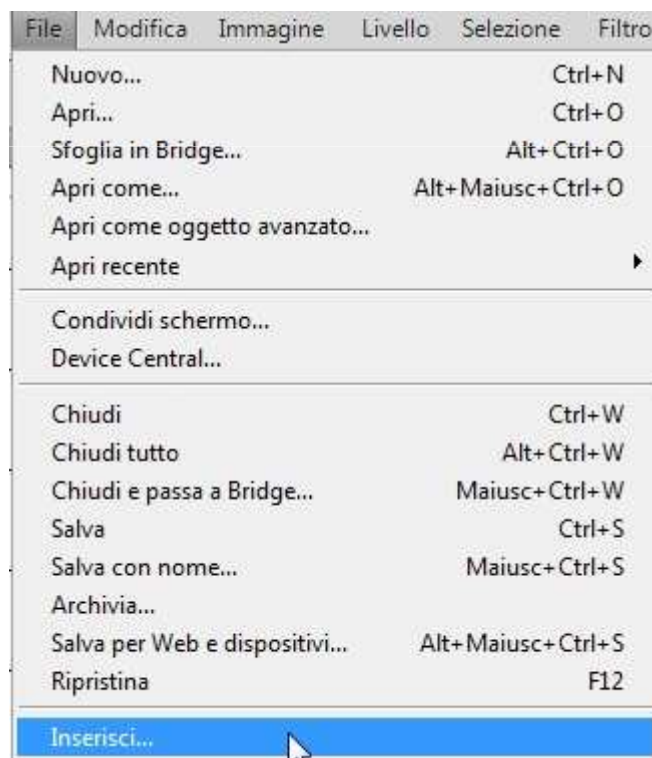 File Modifica Immagine Livello Selezione Filtro
Nuovo... Ctrl+N
Apri... Ctrl+O
Sfoglia in Bridge... Alt+Ctrl+O
Apri come... Alt+Maiusc+Ctrl+O
Apri come oggetto avanzato...
Apri recente
Condividi schermo...
Device Central...
Chiudi Ctrl+W
Chiudi tutto Alt+Ctrl+W
Chiudi e passa a Bridge... Maiusc+Ctrl+W
Salva Ctrl+S
Salva con nome... Maiusc+Ctrl+S
Archivia...
Salva per Web e dispositivi... Alt+Maiusc+Ctrl+S
Ripristina F12
Inserisci...